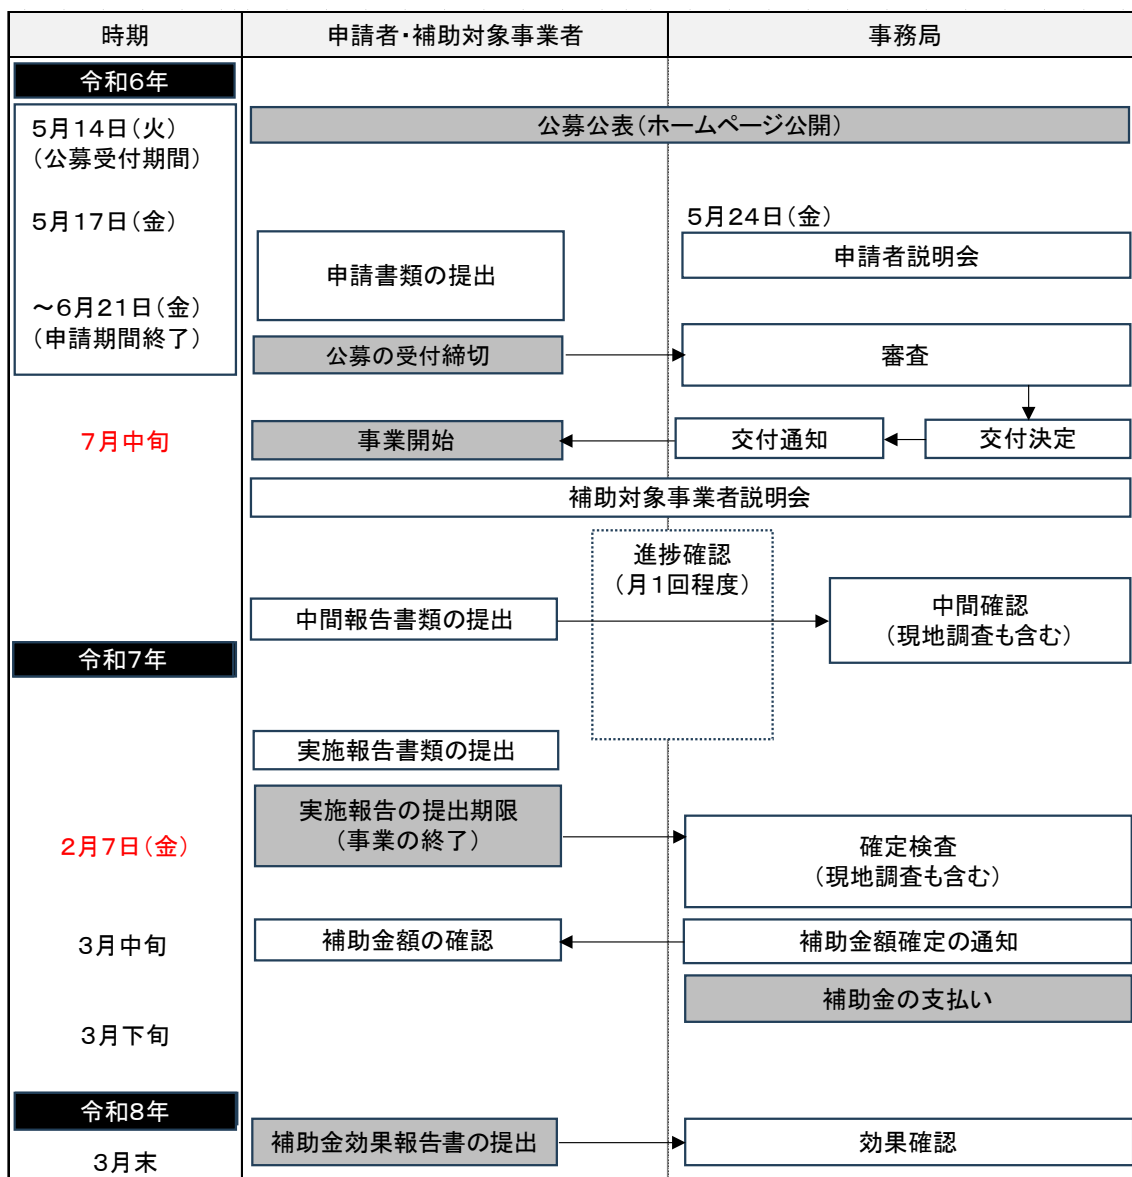 時期
申請者・補助対象事業者
事務局
令和6年
5月14日(火)
(公募受付期間)
公募公表(ホームページ公開)
5月17日(金)
5月24日(金)
申請書類の提出
申請者説明会
~6月21日(金)
(申請期間終了)
公募の受付締切
審査
7月中旬
事業開始
交付通知
交付決定
補助対象事業者説明会
進捗確認
(月1回程度)
中間報告書類の提出
中間確認
(現地調査も含む)
令和7年
実施報告書類の提出
実施報告の提出期限
(事業の終了)
2月7日(金)
確定検査
(現地調査も含む)
3月中旬
補助金額の確認
補助金額確定の通知
補助金の支払い
3月下旬
令和8年
補助金効果報告書の提出
効果確認
3月末